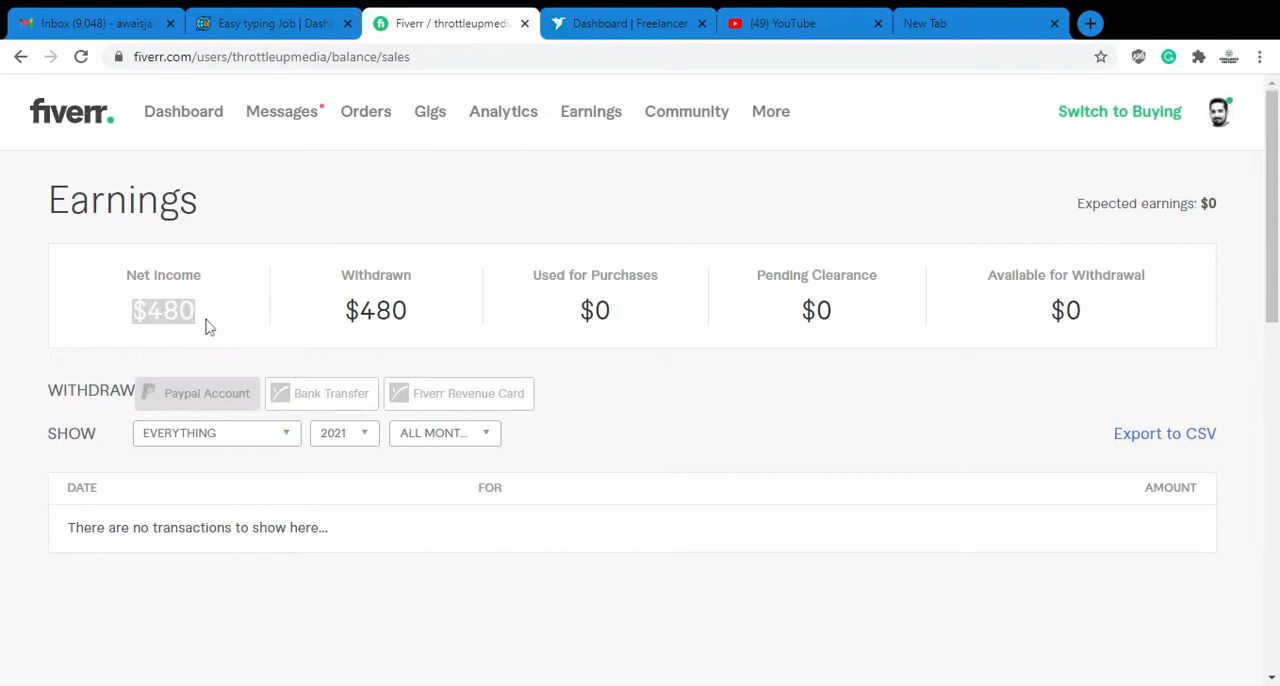 Inbox (9,048) - awaisja
Easy typing Job | Dash
Fiverr / throttleupmedi
Dashboard | Freelancer
(49) YouTube
New Tab
fiverr.com/users/throttleupmedia/balance/sales
fiverr. Dashboard Messages Orders Gigs Analytics Earnings Community More Switch to Buying
Earnings
Expected earnings: $0
Net Income Withdrawn Used for Purchases Pending Clearance Available for Withdrawal
$480 $480 $0 $0 $0
WITHDRAW Paypal Account Bank Transfer Fiverr Revenue Card
SHOW EVERYTHING 2021 ALL MONT... Export to CSV
DATE FOR AMOUNT
There are no transactions to show here...